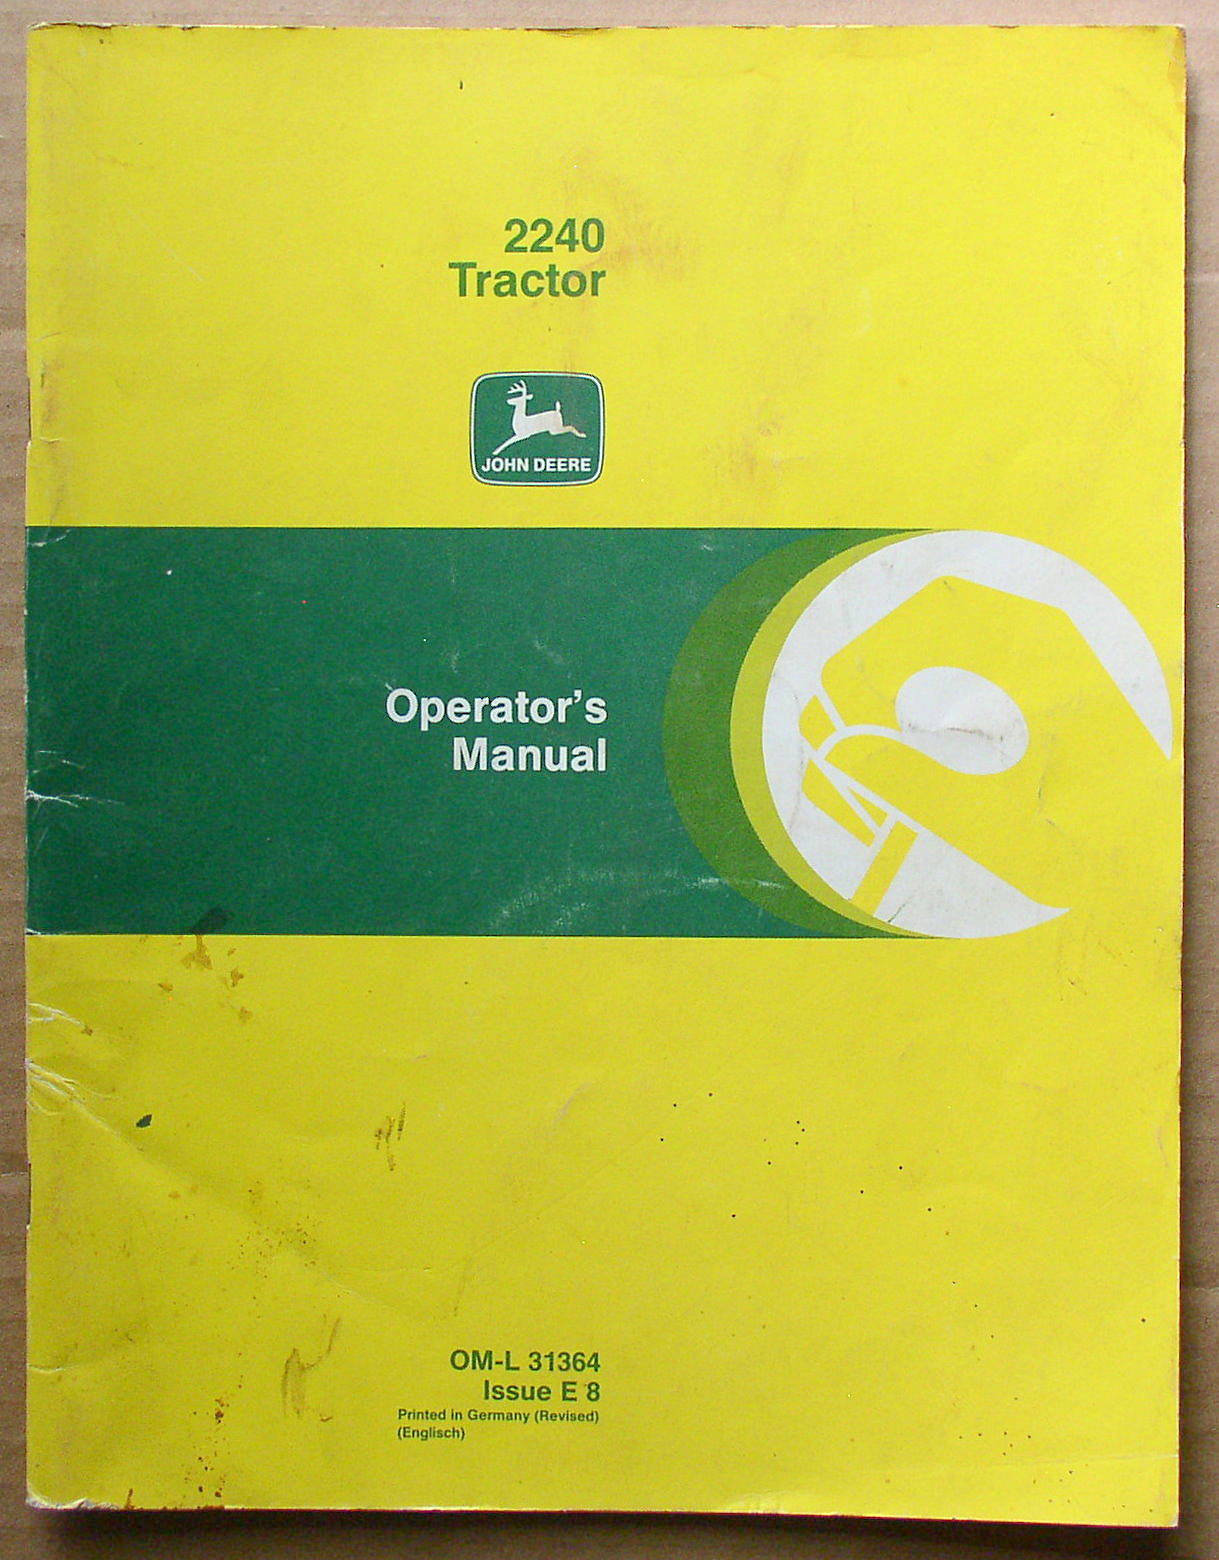 2240
Tractor
JOHN DEERE
Operator's
Manual
OM-L 31364
Issue E 8
Printed in Germany (Revised)
(Englisch)